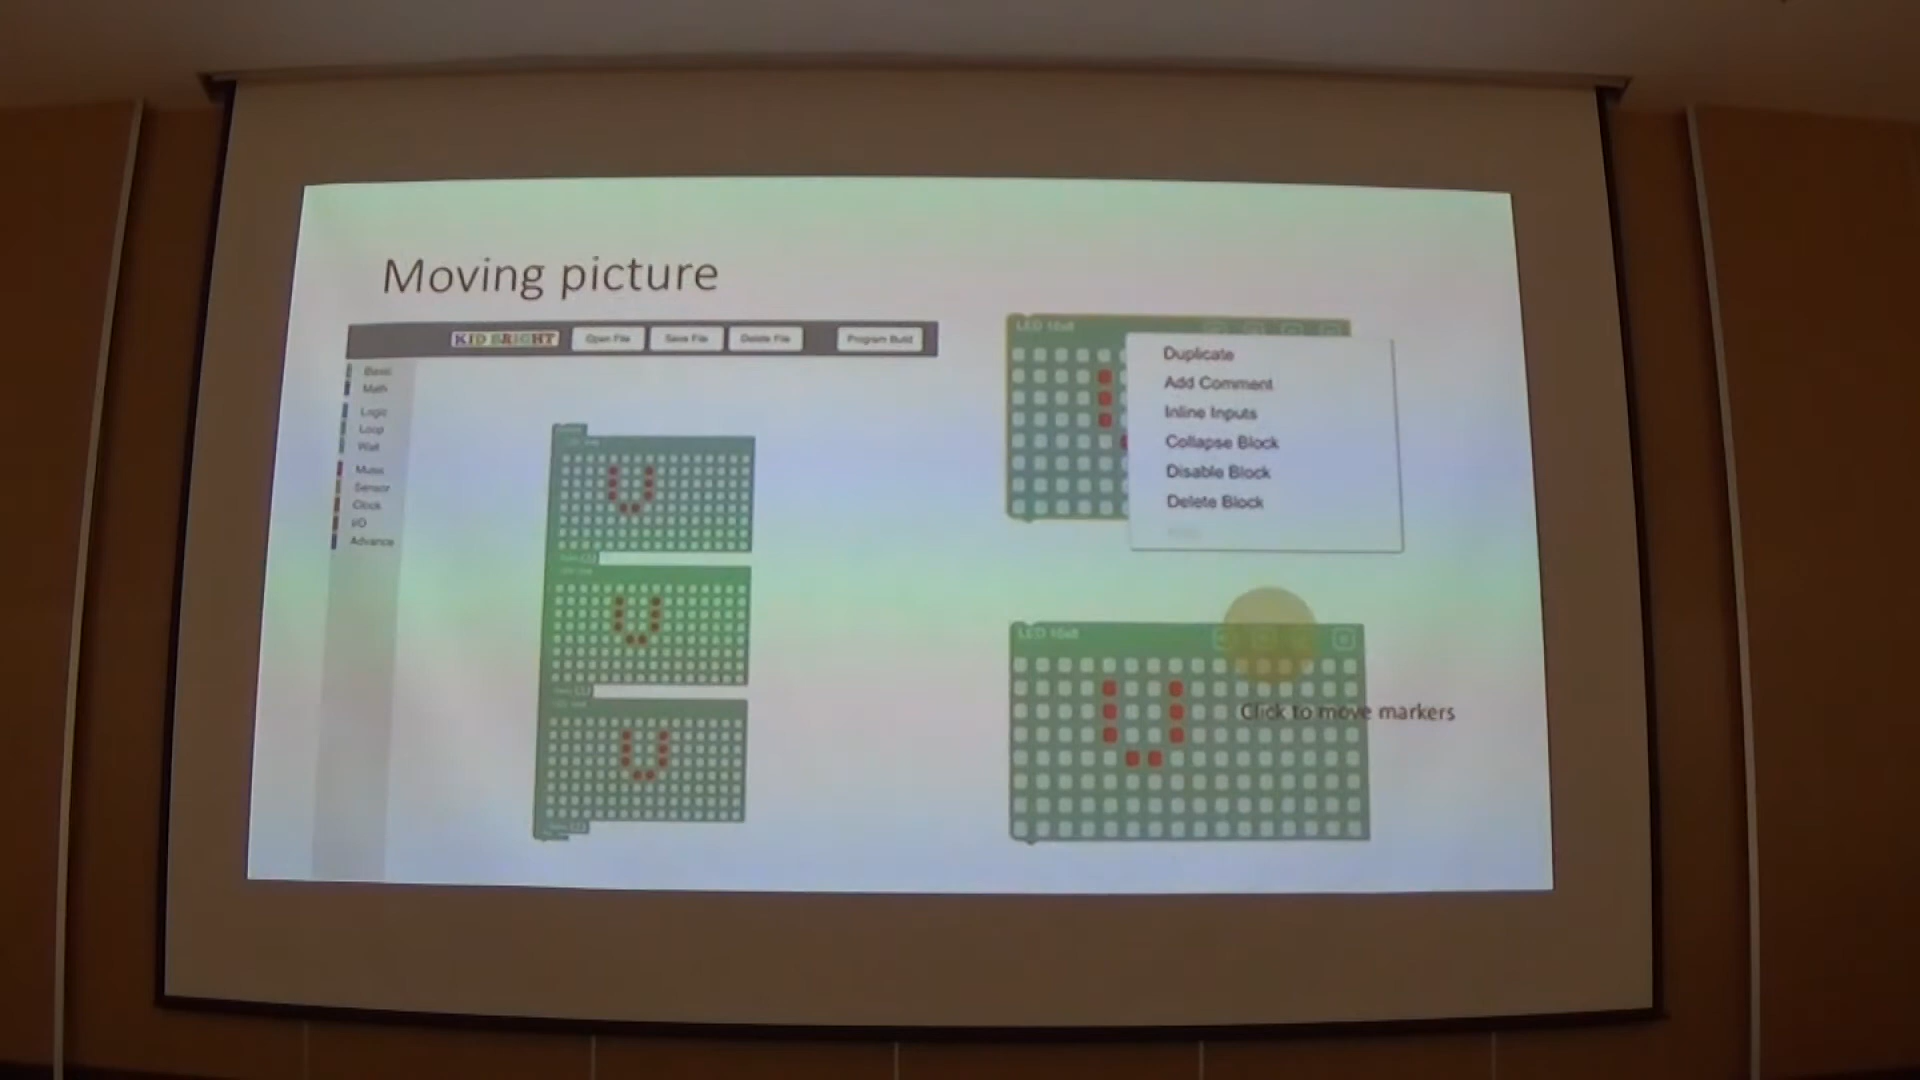 Moving picture
KID BRIGHT
Open File
Save File
Delete File
Program Build
Basic
Math
Logic
Loop
Wait
Music
Sensor
Clock
I/O
Advance
LED 16x8
Duplicate
Add Comment
Inline Inputs
Collapse Block
Disable Block
Delete Block
LED 16x8
Click to move markers